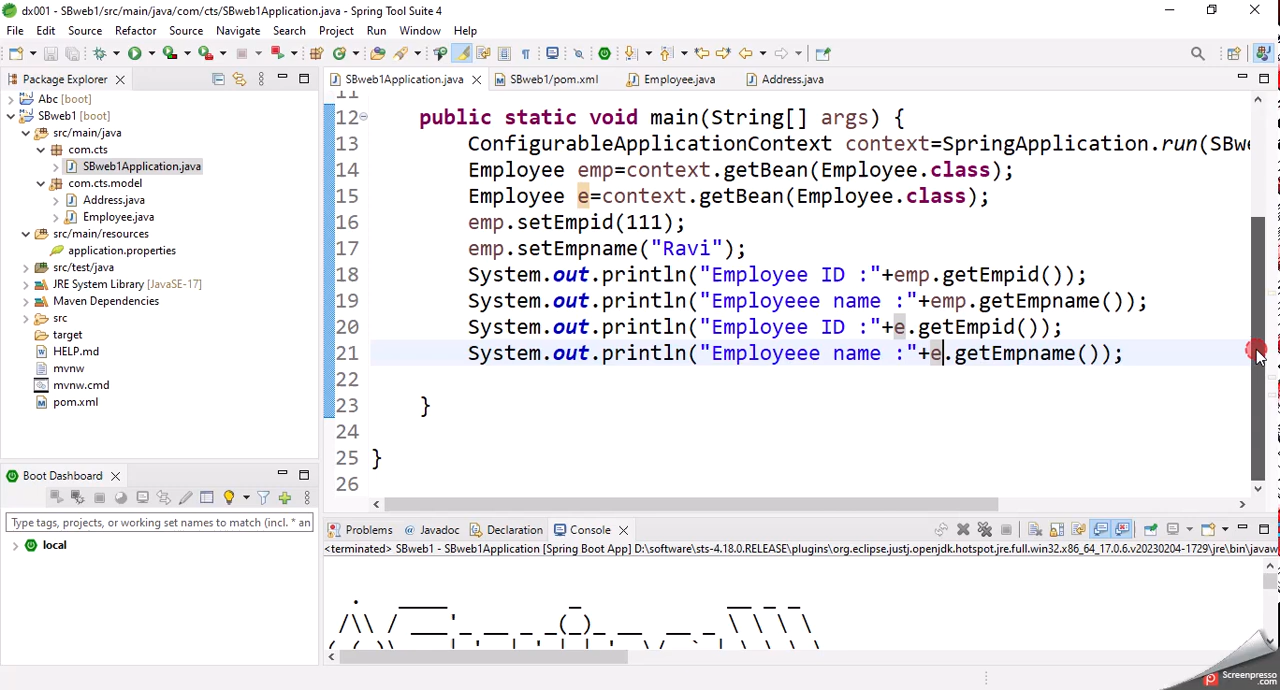 dx001 - SBweb1/src/main/java/com/cts/SBweb1Application.java - Spring Tool Suite 4
File Edit Source Refactor Source Navigate Search Project Run Window Help
Package Explorer
Abc [boot]
SBweb1 [boot]
src/main/java
com.cts
SBweb1Application.java
com.cts.model
Address.java
Employee.java
src/main/resources
application.properties
src/test/java
JRE System Library [JavaSE-17]
Maven Dependencies
src
target
HELP.md
mvnw
mvnw.cmd
pom.xml
Boot Dashboard
Type tags, projects, or working set names to match (incl. * an
local
SBweb1Application.java SBweb1/pom.xml Employee.java Address.java
11
12 public static void main(String[] args) {
13 ConfigurableApplicationContext context=SpringApplication.run(SBwe
14 Employee emp=context.getBean(Employee.class);
15 Employee e=context.getBean(Employee.class);
16 emp.setEmpid(111);
17 emp.setEmpname("Ravi");
18 System.out.println("Employee ID :"+emp.getEmpid());
19 System.out.println("Employeee name :"+emp.getEmpname());
20 System.out.println("Employee ID :"+e.getEmpid());
21 System.out.println("Employeee name :"+e.getEmpname());
22
23 }
24
25 }
26
Problems Javadoc Declaration Console
<terminated> SBweb1 - SBweb1Application [Spring Boot App] D:\software\sts-4.18.0.RELEASE\plugins\org.eclipse.justj.openjdk.hotspot.jre.full.win32.x86_64_17.0.6.v20230204-1729\jre\bin\javaw
Screenpresso
.com